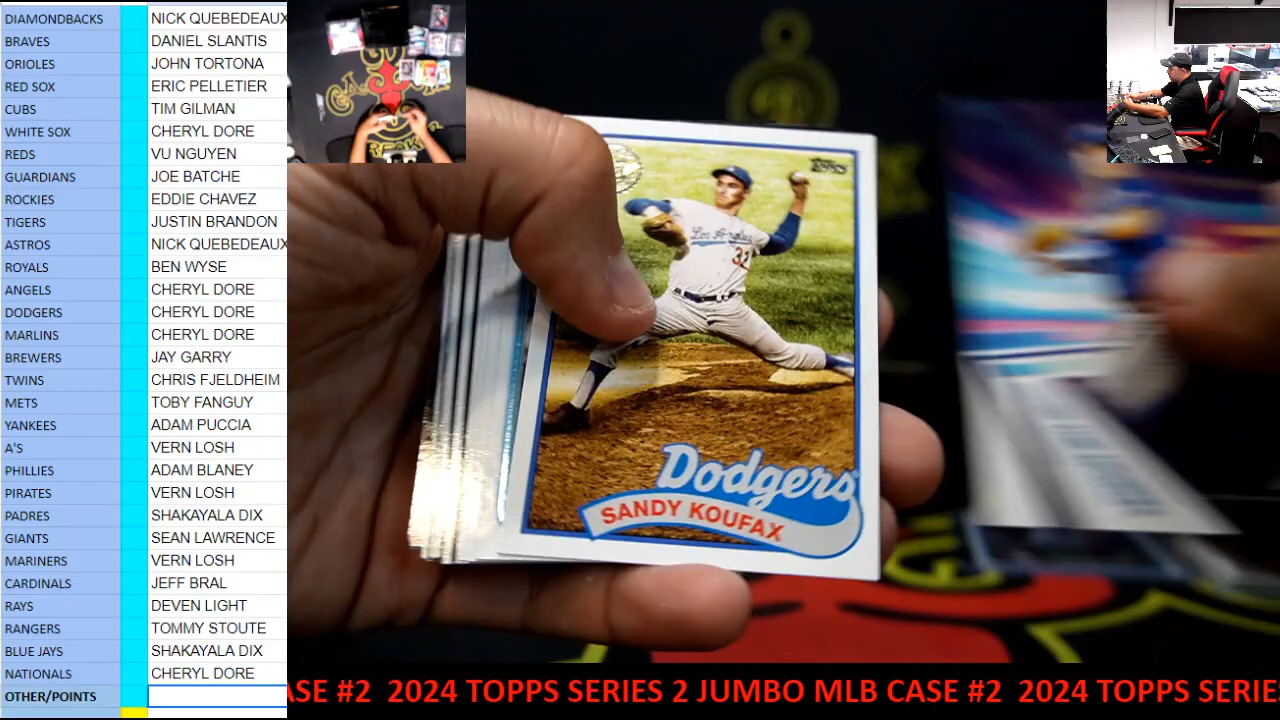 DIAMONDBACKS NICK QUEBEDEAUX
BRAVES DANIEL SLANTIS
ORIOLES JOHN TORTONA
RED SOX ERIC PELLETIER
CUBS TIM GILMAN
WHITE SOX CHERYL DORE
REDS VU NGUYEN
GUARDIANS JOE BATCHE
ROCKIES EDDIE CHAVEZ
TIGERS JUSTIN BRANDON
ASTROS NICK QUEBEDEAUX
ROYALS BEN WYSE
ANGELS CHERYL DORE
DODGERS CHERYL DORE
MARLINS CHERYL DORE
BREWERS JAY GARRY
TWINS CHRIS FJELDHEIM
METS TOBY FANGUY
YANKEES ADAM PUCCIA
A'S VERN LOSH
PHILLIES ADAM BLANEY
PIRATES VERN LOSH
PADRES SHAKAYALA DIX
GIANTS SEAN LAWRENCE
MARINERS VERN LOSH
CARDINALS JEFF BRAL
RAYS DEVEN LIGHT
RANGERS TOMMY STOUTE
BLUE JAYS SHAKAYALA DIX
NATIONALS CHERYL DORE
OTHER/POINTS
Topps
Los Angeles
32
Dodgers
SANDY KOUFAX
ASE #2 2024 TOPPS SERIES 2 JUMBO MLB CASE #2 2024 TOPPS SERIE